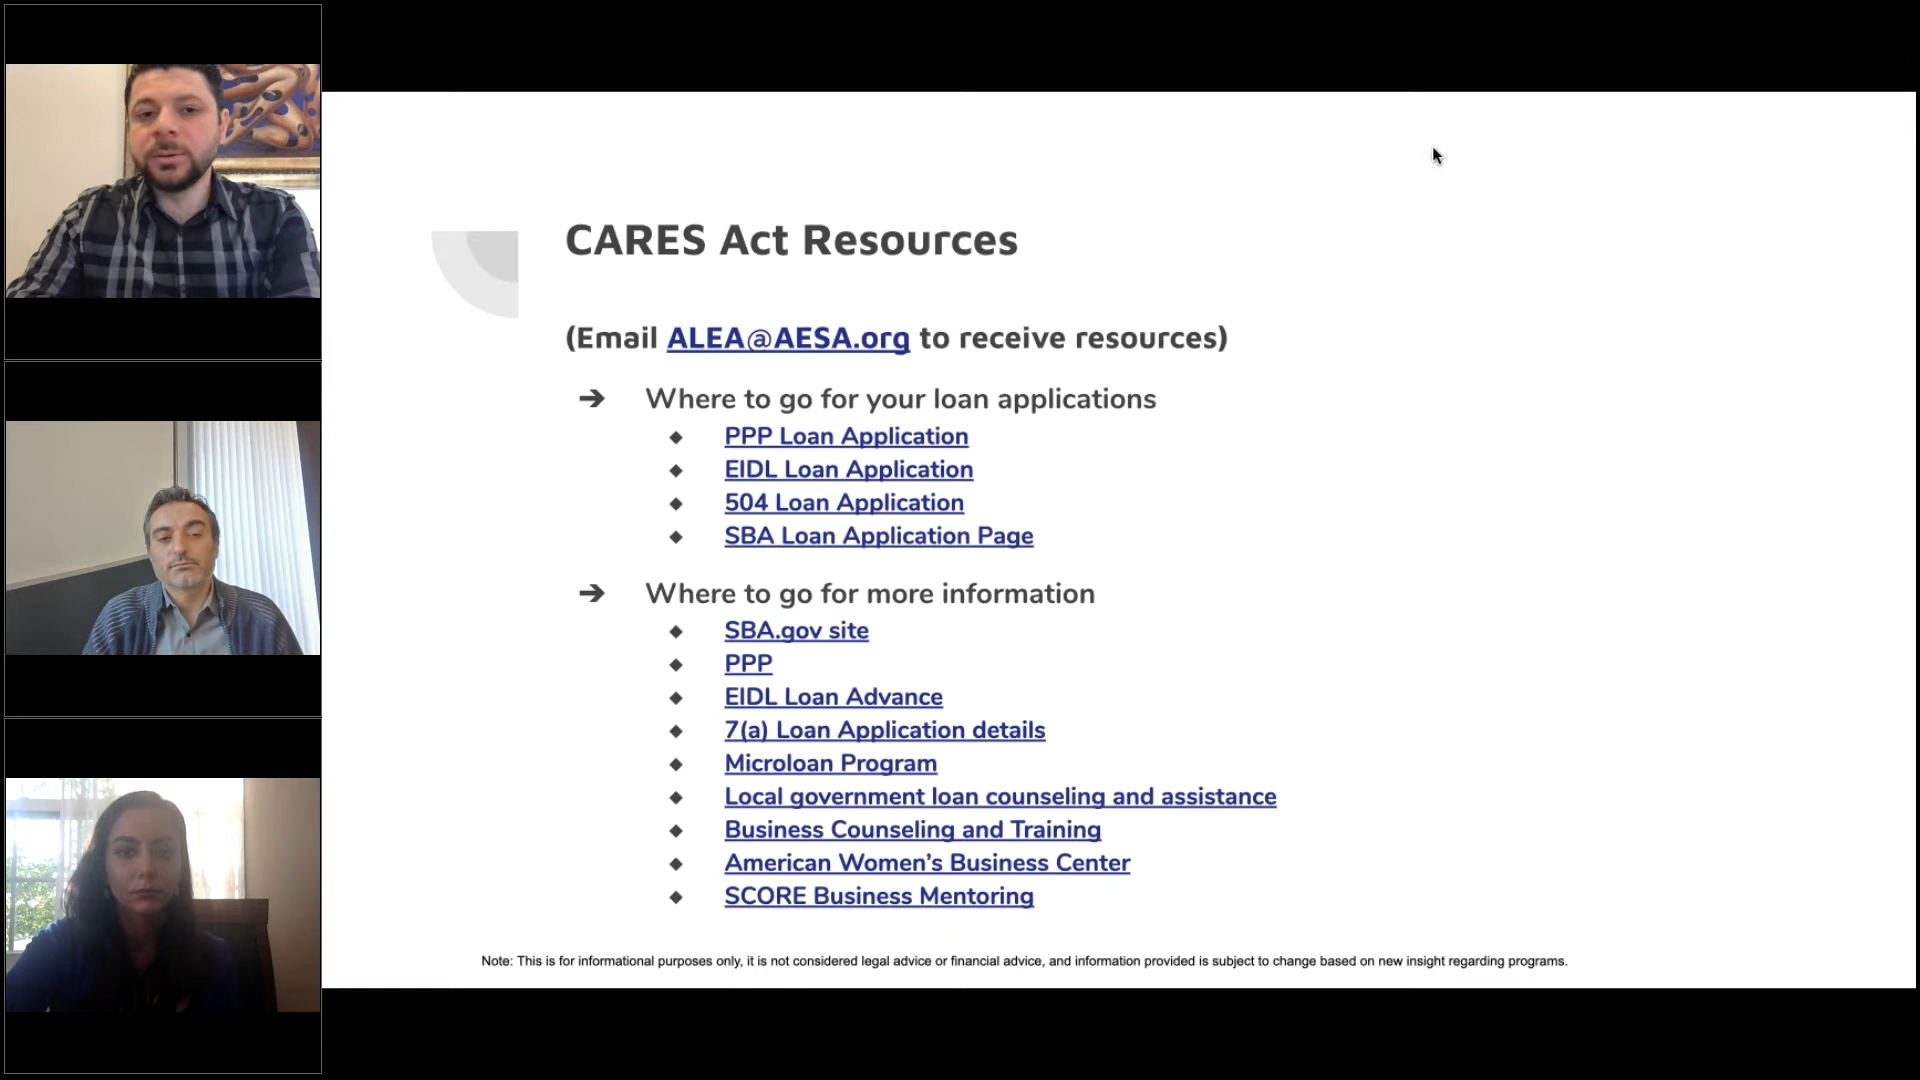 CARES Act Resources
(Email ALEA@AESA.org to receive resources)
➔ Where to go for your loan applications
◆ PPP Loan Application
◆ EIDL Loan Application
◆ 504 Loan Application
◆ SBA Loan Application Page
➔ Where to go for more information
◆ SBA.gov site
◆ PPP
◆ EIDL Loan Advance
◆ 7(a) Loan Application details
◆ Microloan Program
◆ Local government loan counseling and assistance
◆ Business Counseling and Training
◆ American Women’s Business Center
◆ SCORE Business Mentoring
Note: This is for informational purposes only, it is not considered legal advice or financial advice, and information provided is subject to change based on new insight regarding programs.